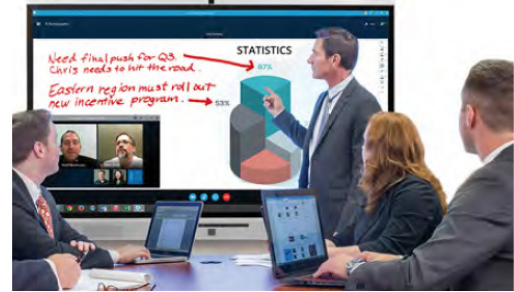 STATISTICS
Need final push for Q3.
87%
Chris needs to hit the road.
Eastern region must roll out
new incentive program.
53%